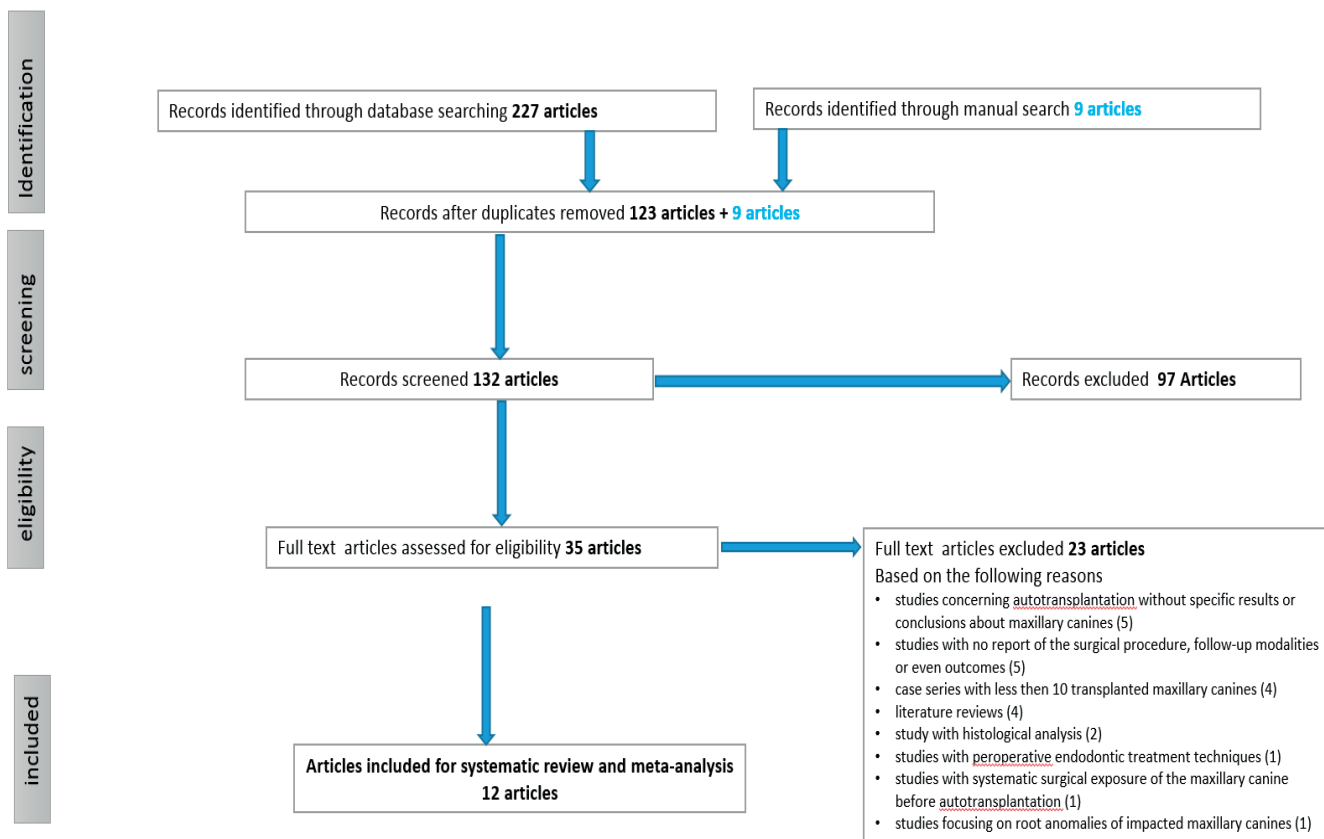 Identification
Records identified through database searching 227 articles
Records identified through manual search 9 articles
Records after duplicates removed 123 articles + 9 articles
screening
Records screened 132 articles
Records excluded 97 Articles
eligibility
Full text articles assessed for eligibility 35 articles
Full text articles excluded 23 articles
Based on the following reasons
• studies concerning autotransplantation without specific results or
conclusions about maxillary canines (5)
• studies with no report of the surgical procedure, follow-up modalities
or even outcomes (5)
• case series with less then 10 transplanted maxillary canines (4)
• literature reviews (4)
• study with histological analysis (2)
• studies with peroperative endodontic treatment techniques (1)
• studies with systematic surgical exposure of the maxillary canine
before autotransplantation (1)
• studies focusing on root anomalies of impacted maxillary canines (1)
included
Articles included for systematic review and meta-analysis
12 articles